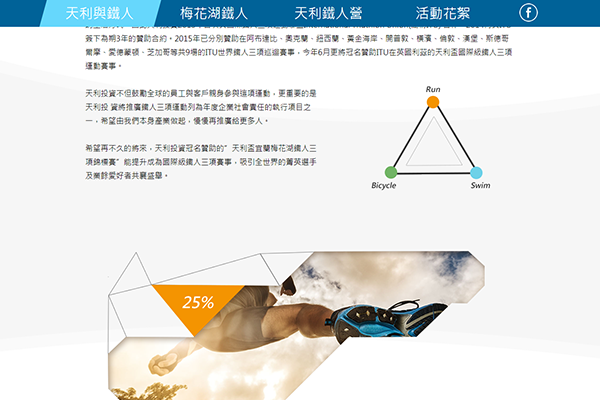 天利與鐵人
梅花湖鐵人
天利鐵人營
活動花絮
f
簽下為期3年的贊助合約。2015年已分別贊助在阿布達比、奧克蘭、紐西蘭、黃金海岸、開普敦、橫濱、倫敦、漢堡、斯德哥
爾摩、愛德蒙頓、芝加哥等共9場的ITU世界鐵人三項巡迴賽事，今年6月更將冠名贊助ITU在英國利茲的天利盃國際級鐵人三項
運動賽事。
天利投資不但鼓勵全球的員工與客戶親身參與這項運動，更重要的是
天利投 資將推廣鐵人三項運動列為年度企業社會責任的執行項目之
一，希望由我們本身產業做起，慢慢再推廣給更多人。
希望再不久的將來，天利投資冠名贊助的”天利盃宜蘭梅花湖鐵人三
項錦標賽”能提升成為國際級鐵人三項賽事，吸引全世界的菁英選手
及業餘愛好者共襄盛舉。
Run
Bicycle
Swim
25%